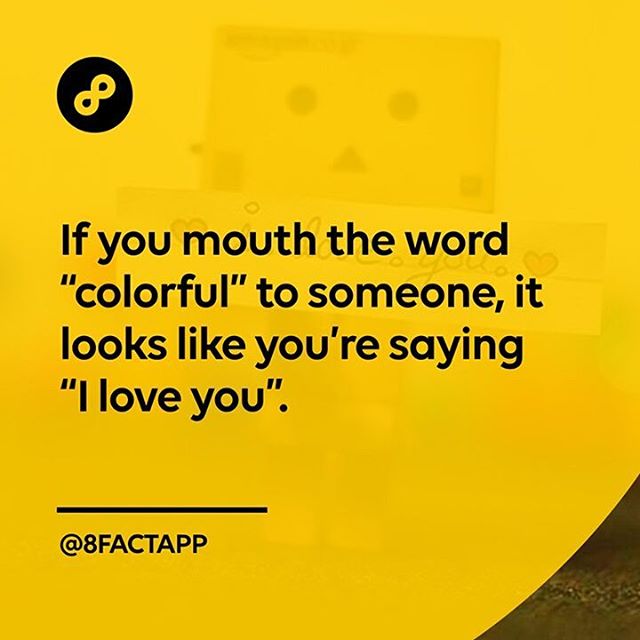 If you mouth the word
“colorful” to someone, it
looks like you’re saying
“I love you”.
@8FACTAPP